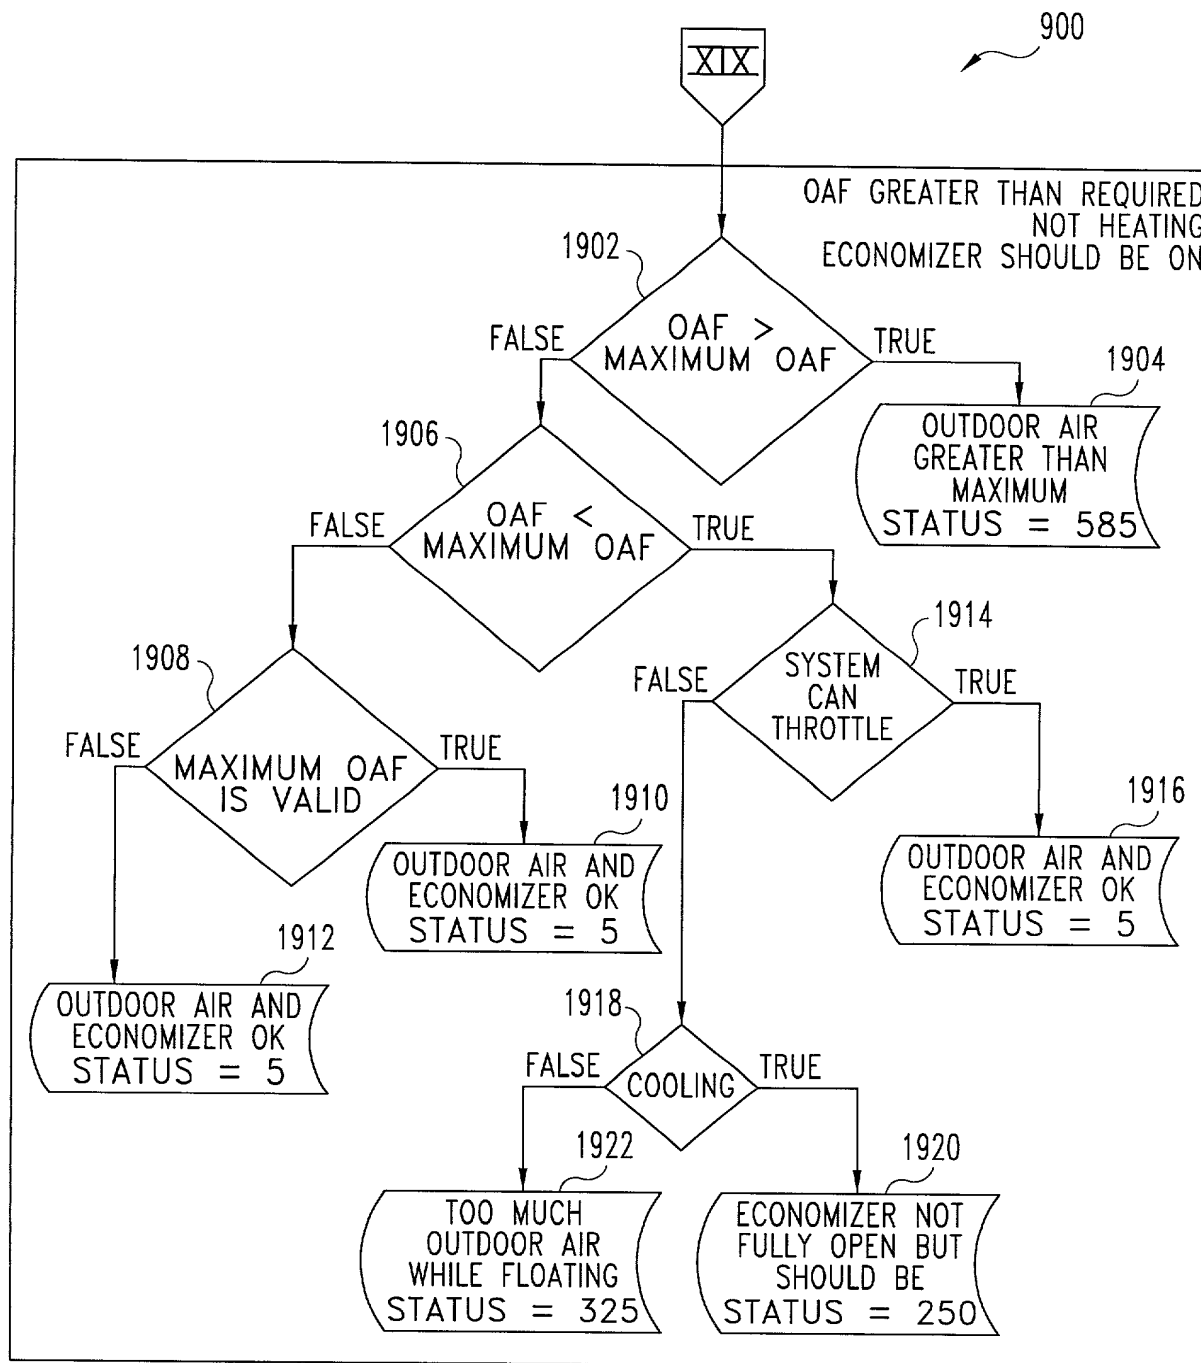 900
XIX
OAF GREATER THAN REQUIRED
NOT HEATING
ECONOMIZER SHOULD BE ON
1902
OAF >
MAXIMUM OAF
FALSE
TRUE
1904
OUTDOOR AIR
GREATER THAN
MAXIMUM
STATUS = 585
1906
OAF <
MAXIMUM OAF
FALSE
TRUE
1908
MAXIMUM OAF
IS VALID
FALSE
TRUE
1914
SYSTEM
CAN
THROTTLE
FALSE
TRUE
1910
OUTDOOR AIR AND
ECONOMIZER OK
STATUS = 5
1916
OUTDOOR AIR AND
ECONOMIZER OK
STATUS = 5
1912
OUTDOOR AIR AND
ECONOMIZER OK
STATUS = 5
1918
COOLING
FALSE
TRUE
1922
TOO MUCH
OUTDOOR AIR
WHILE FLOATING
STATUS = 325
1920
ECONOMIZER NOT
FULLY OPEN BUT
SHOULD BE
STATUS = 250